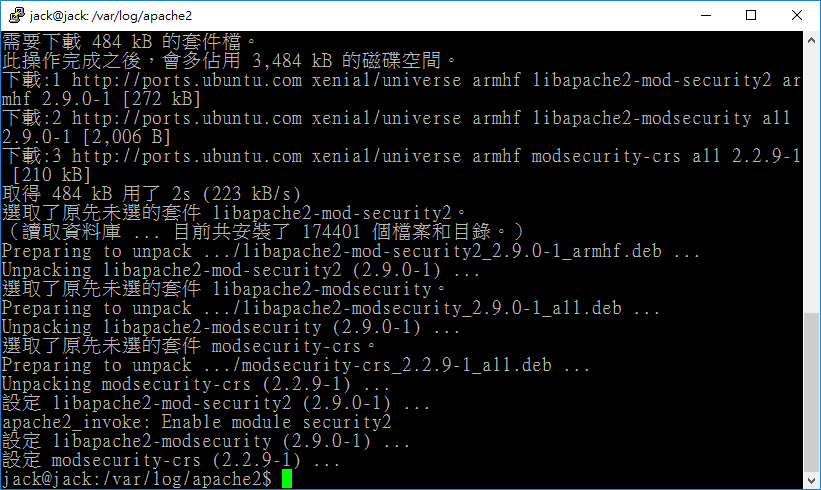 jack@jack: /var/log/apache2
需要下載 484 kB 的套件檔。
此操作完成之後，會多佔用 3,484 kB 的磁碟空間。
下載:1 http://ports.ubuntu.com xenial/universe armhf libapache2-mod-security2 ar
mhf 2.9.0-1 [272 kB]
下載:2 http://ports.ubuntu.com xenial/universe armhf libapache2-modsecurity all
2.9.0-1 [2,006 B]
下載:3 http://ports.ubuntu.com xenial/universe armhf modsecurity-crs all 2.2.9-1
 [210 kB]
取得 484 kB 用了 2s (223 kB/s)
選取了原先未選的套件 libapache2-mod-security2。
（讀取資料庫 ... 目前共安裝了 174401 個檔案和目錄。）
Preparing to unpack .../libapache2-mod-security2_2.9.0-1_armhf.deb ...
Unpacking libapache2-mod-security2 (2.9.0-1) ...
選取了原先未選的套件 libapache2-modsecurity。
Preparing to unpack .../libapache2-modsecurity_2.9.0-1_all.deb ...
Unpacking libapache2-modsecurity (2.9.0-1) ...
選取了原先未選的套件 modsecurity-crs。
Preparing to unpack .../modsecurity-crs_2.2.9-1_all.deb ...
Unpacking modsecurity-crs (2.2.9-1) ...
設定 libapache2-mod-security2 (2.9.0-1) ...
apache2_invoke: Enable module security2
設定 libapache2-modsecurity (2.9.0-1) ...
設定 modsecurity-crs (2.2.9-1) ...
jack@jack:/var/log/apache2$